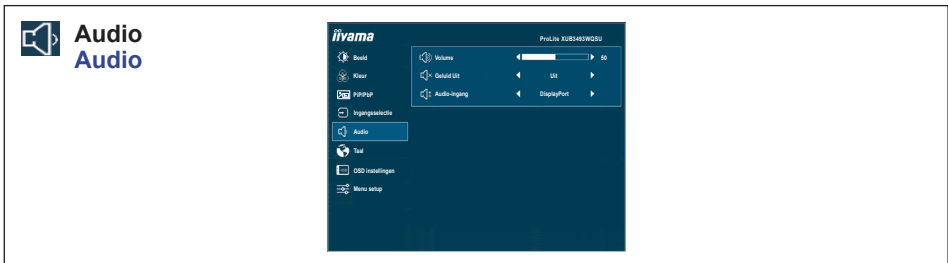 Audio
Audio
iiyama
ProLite XUB3493WQSU
Beeld
Kleur
PiP/PbP
Ingangsselectie
Audio
Taal
OSD instellingen
Menu setup
Volume 50
Geluid Uit Uit
Audio-ingang DisplayPort